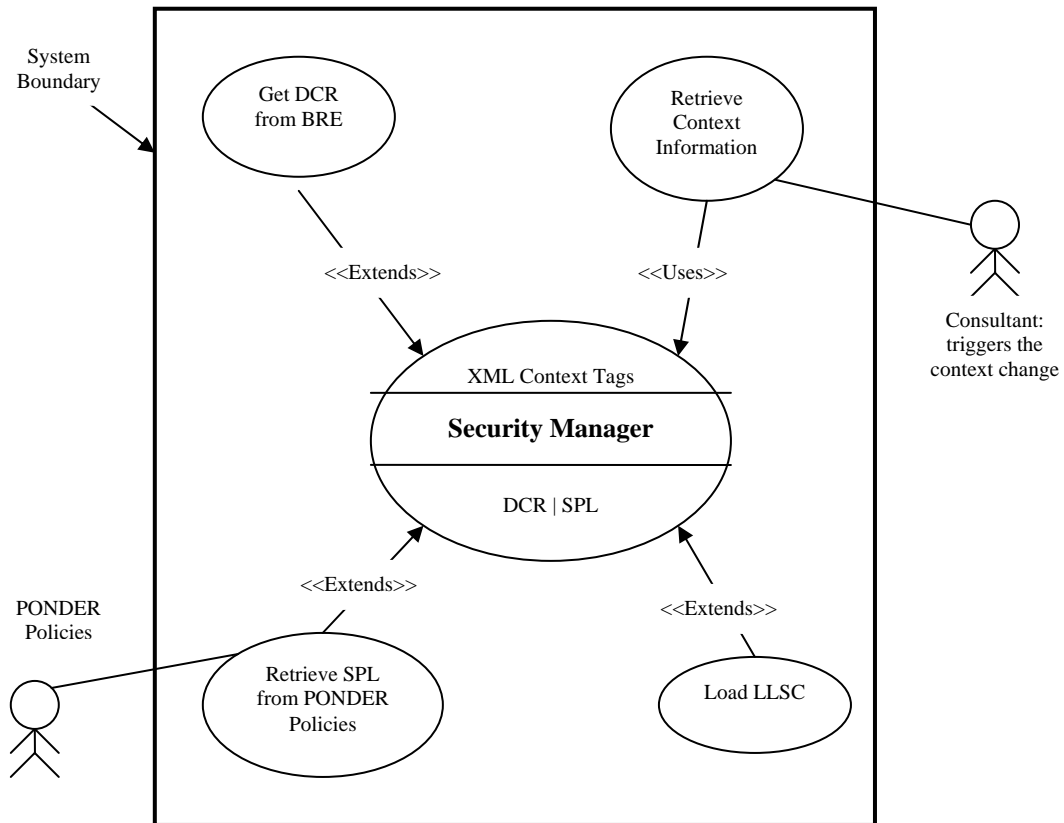 System
Boundary
Get DCR
from BRE
Retrieve
Context
Information
<<Extends>>
<<Uses>>
Consultant:
triggers the
context change
XML Context Tags
Security Manager
DCR | SPL
<<Extends>>
<<Extends>>
PONDER
Policies
Retrieve SPL
from PONDER
Policies
Load LLSC